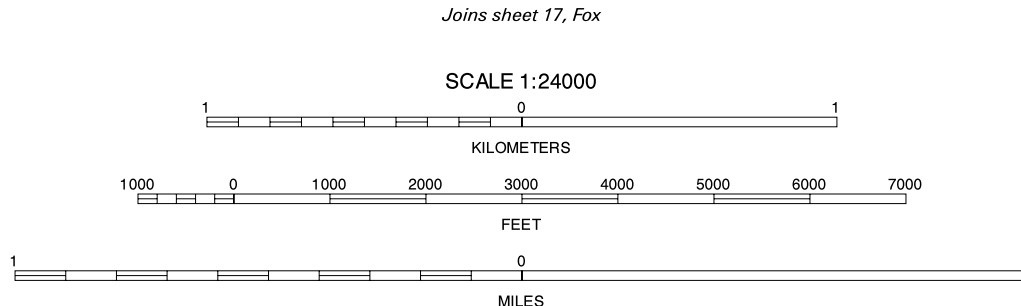 Joins sheet 17, Fox
SCALE 1:24000
1 0 1
KILOMETERS
1000 0 1000 2000 3000 4000 5000 6000 7000
FEET
1 0
MILES